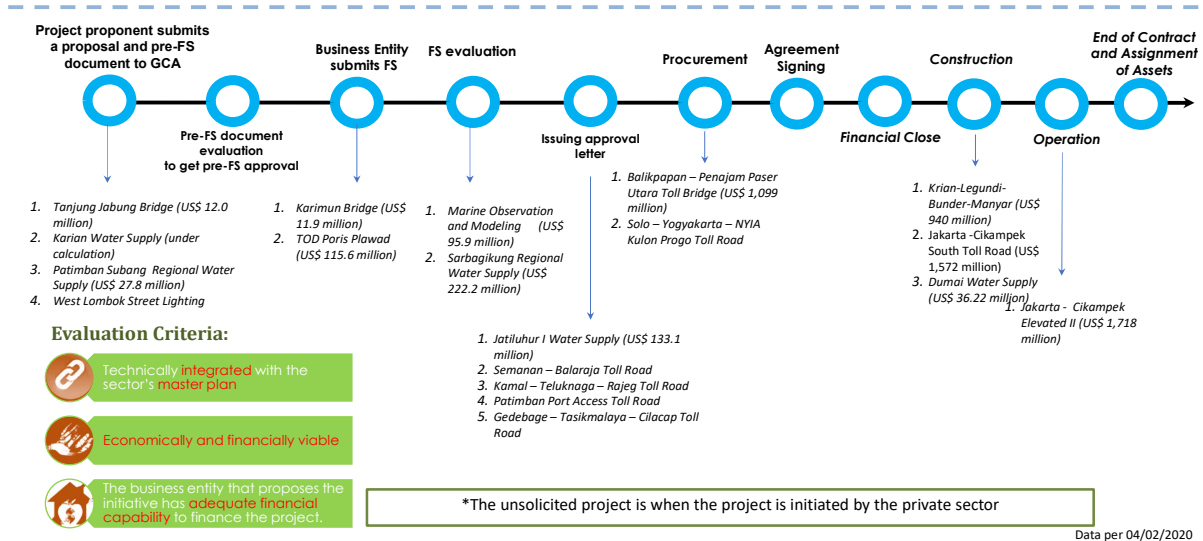 Project proponent submits
a proposal and pre-FS
document to GCA
Pre-FS document
evaluation
to get pre-FS approval
Business Entity
submits FS
FS evaluation
Issuing approval
letter
Procurement
Agreement
Signing
Financial Close
Construction
Operation
End of Contract
and Assignment
of Assets
1. Tanjung Jabung Bridge (US$ 12.0
million)
2. Karian Water Supply (under
calculation)
3. Patimban Subang Regional Water
Supply (US$ 27.8 million)
4. West Lombok Street Lighting
1. Karimun Bridge (US$
11.9 million)
2. TOD Poris Plawad
(US$ 115.6 million)
1. Marine Observation
and Modeling (US$
95.9 million)
2. Sarbagikung Regional
Water Supply (US$
222.2 million)
1. Jatiluhur I Water Supply (US$ 133.1
million)
2. Semanan – Balaraja Toll Road
3. Kamal – Teluknaga – Rajeg Toll Road
4. Patimban Port Access Toll Road
5. Gedebage – Tasikmalaya – Cilacap Toll
Road
1. Balikpapan – Penajam Paser
Utara Toll Bridge (US$ 1,099
million)
2. Solo – Yogyakarta – NYIA
Kulon Progo Toll Road
1. Krian-Legundi-
Bunder-Manyar (US$
940 million)
2. Jakarta -Cikampek
South Toll Road (US$
1,572 million)
3. Dumai Water Supply
(US$ 36.22 million)
1. Jakarta - Cikampek
Elevated II (US$ 1,718
million)
Evaluation Criteria:
Technically integrated with the
sector's master plan
Economically and financially viable
The business entity that proposes the
initiative has adequate financial
capability to finance the project.
*The unsolicited project is when the project is initiated by the private sector
Data per 04/02/2020